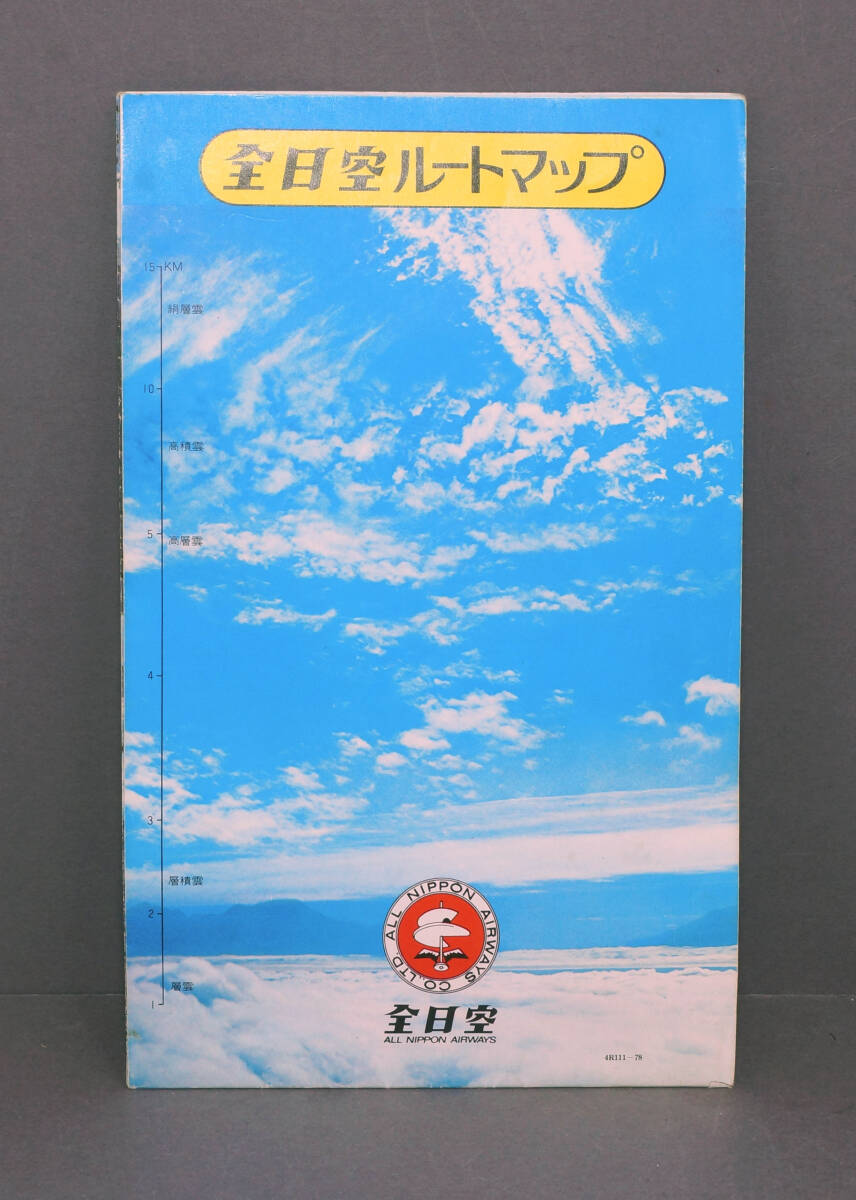 全日空ルートマップ
15 KM
絹層雲
10
高積雲
5
高層雲
4
3
層積雲
2
層雲
1
ALL NIPPON AIRWAYS CO.,LTD.
全日空
ALL NIPPON AIRWAYS
4R111-78